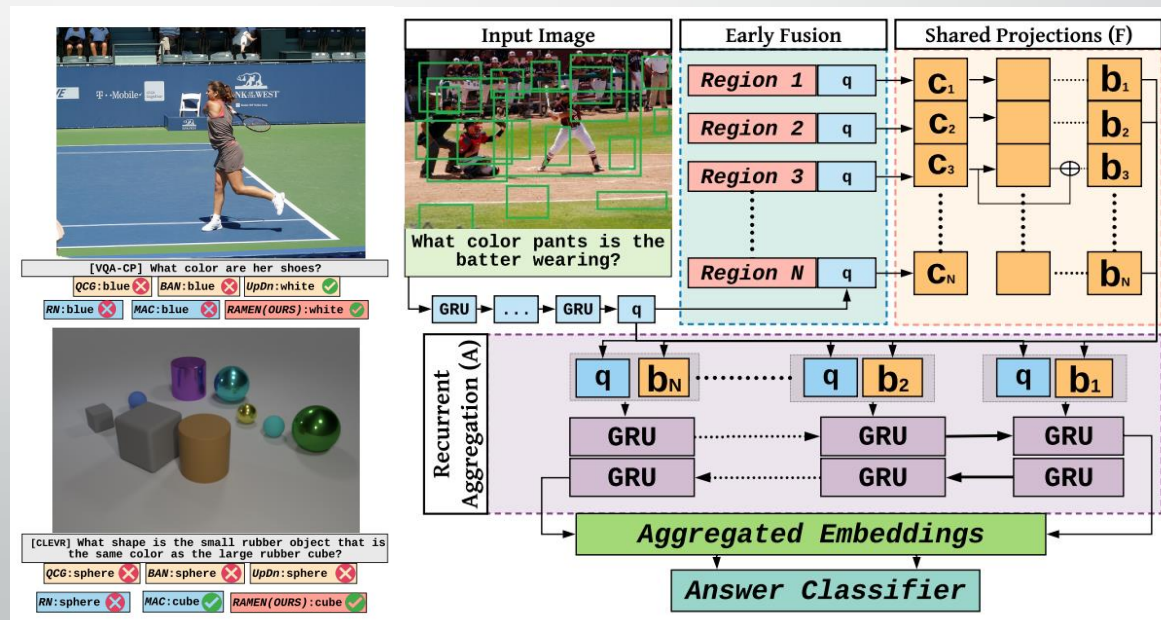 T-Mobile
BANK OF THE WEST
[VQA-CP] What color are her shoes?
QCG:blue BAN:blue UpDn:white
RN:blue MAC:blue RAMEN(OURS):white
[CLEVR] What shape is the small rubber object that is
the same color as the large rubber cube?
QCG:sphere BAN:sphere UpDn:sphere
RN:sphere MAC:cube RAMEN(OURS):cube
Input Image
What color pants is the
batter wearing?
GRU ... GRU q
Early Fusion
Region 1 q
Region 2 q
Region 3 q
Region N q
Shared Projections (F)
C1 b1
C2 b2
C3 b3
CN bN
Recurrent
Aggregation (A)
q bN q b2 q b1
GRU GRU GRU
GRU GRU GRU
Aggregated Embeddings
Answer Classifier